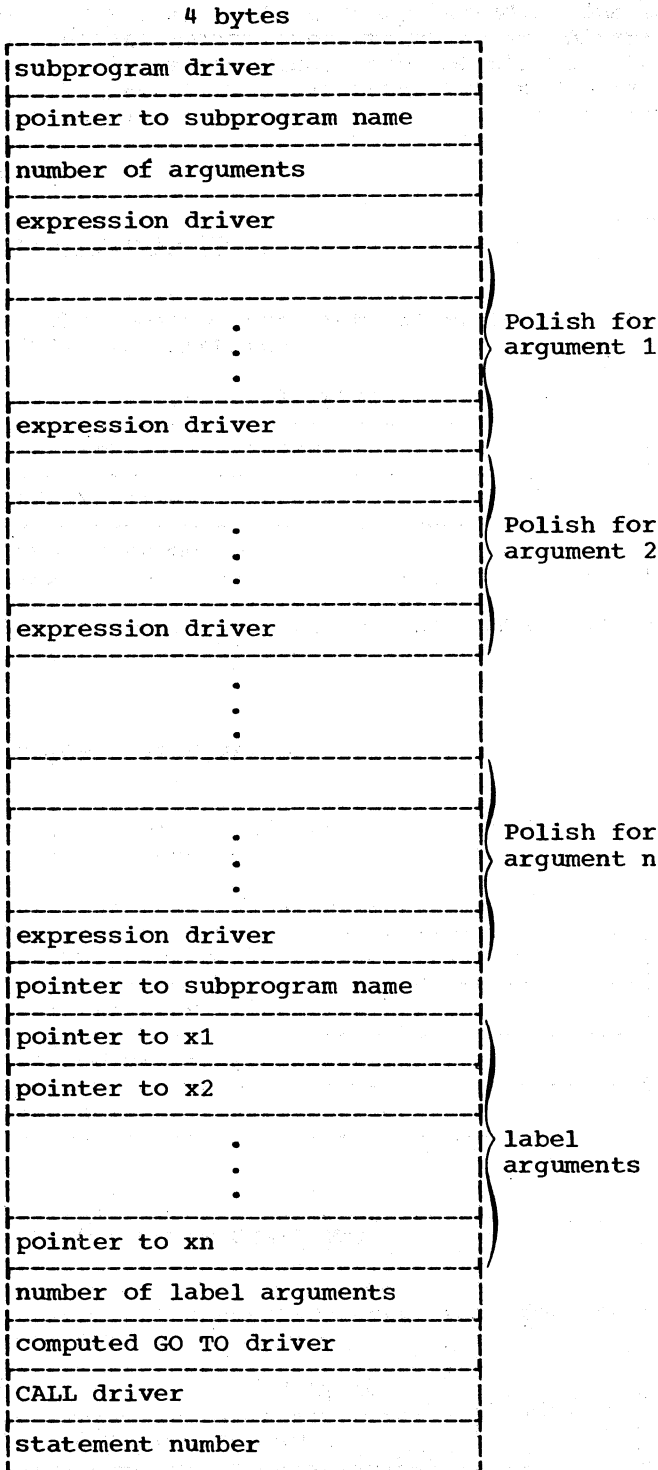 4 bytes
subprogram driver
pointer to subprogram name
number of arguments
expression driver
Polish for
argument 1
expression driver
Polish for
argument 2
expression driver
Polish for
argument n
expression driver
pointer to subprogram name
pointer to x1
pointer to x2
label
arguments
pointer to xn
number of label arguments
computed GO TO driver
CALL driver
statement number